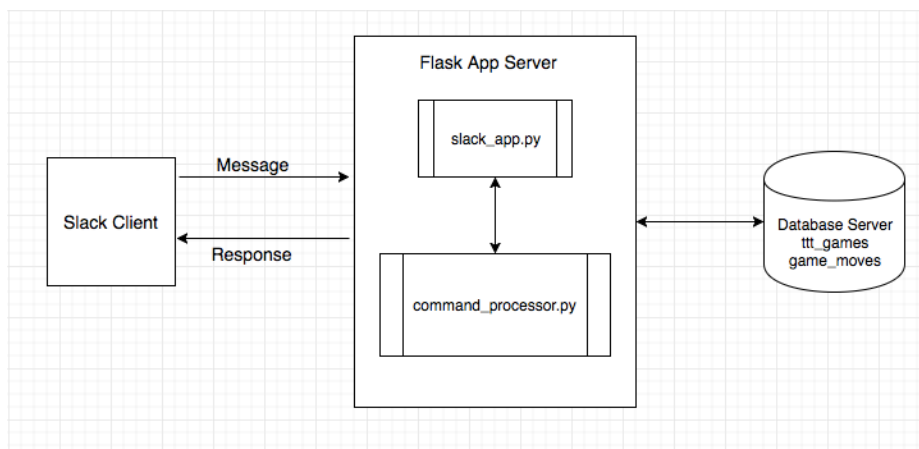 Flask App Server
slack_app.py
Message
Slack Client
Response
command_processor.py
Database Server
ttt_games
game_moves